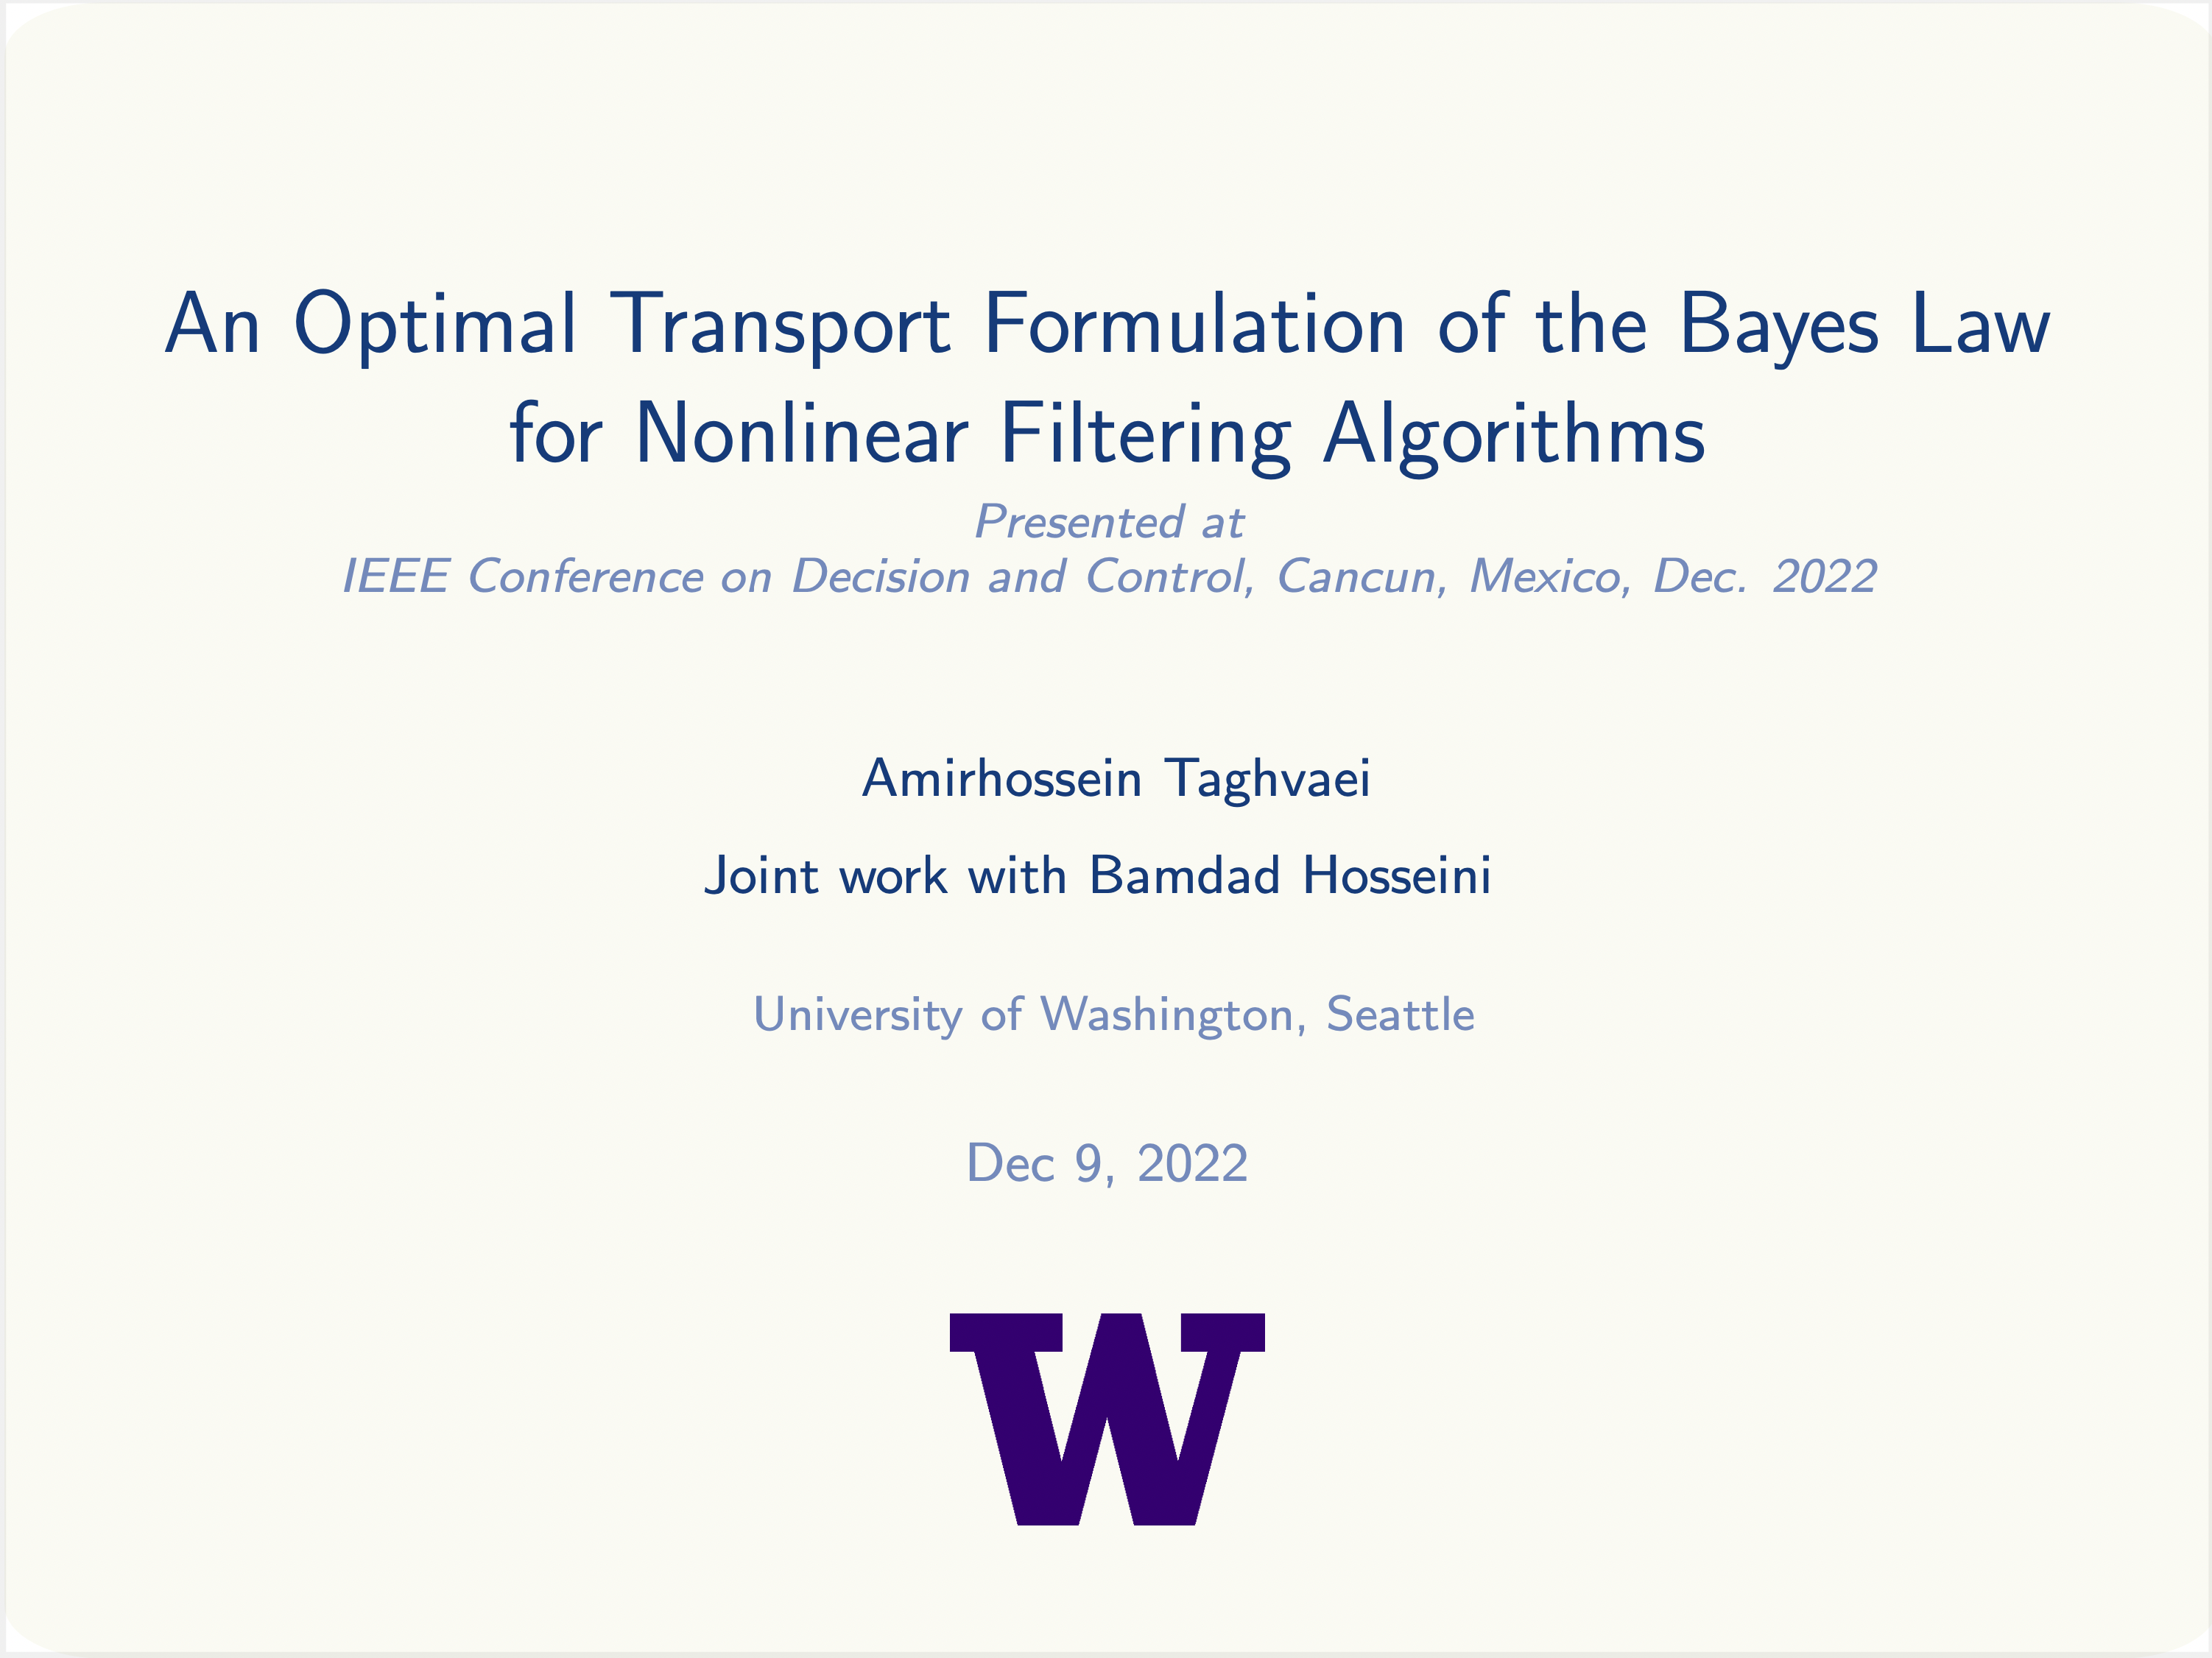 An Optimal Transport Formulation of the Bayes Law
for Nonlinear Filtering Algorithms
Presented at
IEEE Conference on Decision and Control, Cancun, Mexico, Dec. 2022
Amirhossein Taghvaei
Joint work with Bamdad Hosseini
University of Washington, Seattle
Dec 9, 2022
W